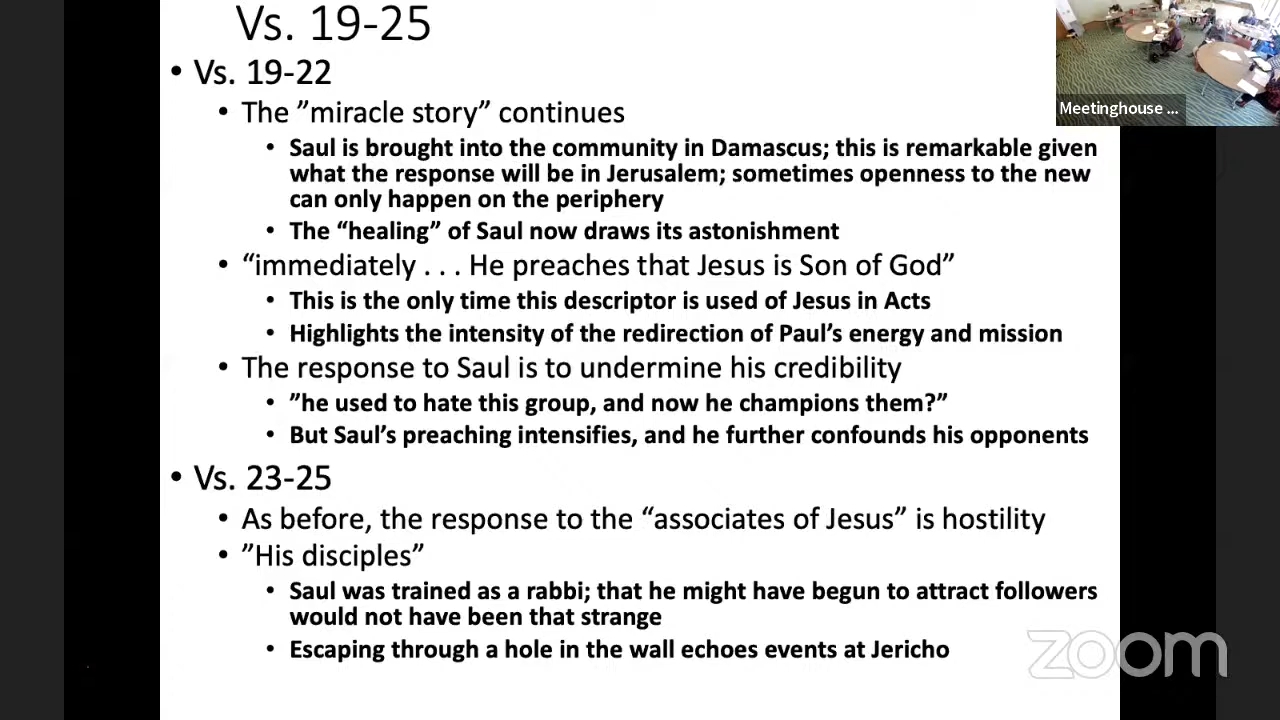 Vs. 19-25
• Vs. 19-22
• The ”miracle story” continues
• Saul is brought into the community in Damascus; this is remarkable given
what the response will be in Jerusalem; sometimes openness to the new
can only happen on the periphery
• The “healing” of Saul now draws its astonishment
• “immediately . . . He preaches that Jesus is Son of God”
• This is the only time this descriptor is used of Jesus in Acts
• Highlights the intensity of the redirection of Paul’s energy and mission
• The response to Saul is to undermine his credibility
• ”he used to hate this group, and now he champions them?”
• But Saul’s preaching intensifies, and he further confounds his opponents
• Vs. 23-25
• As before, the response to the “associates of Jesus” is hostility
• ”His disciples”
• Saul was trained as a rabbi; that he might have begun to attract followers
would not have been that strange
• Escaping through a hole in the wall echoes events at Jericho
Meetinghouse ...
zoom